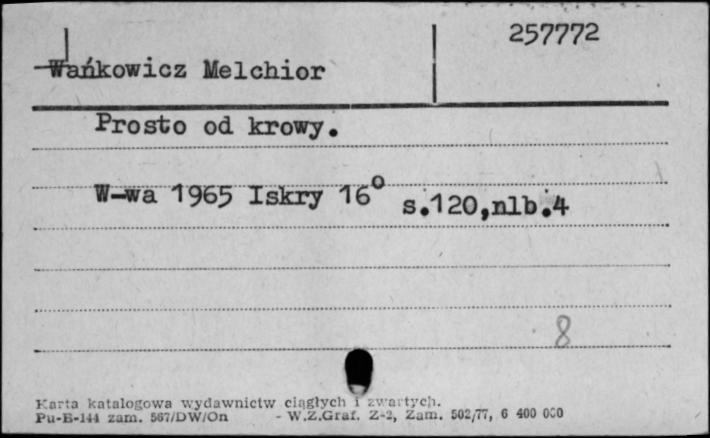 257772
Wańkowicz Melchior
Prosto od krowy.
W-wa 1965 Iskry 16° s.120,nlb.4
8
Karta katalogowa wydawnictw ciągłych i zwartych.
Pu-B-144 zam. 567/DW/On - W.Z.Graf. Z-2, Zam. 502/77, 6 400 000